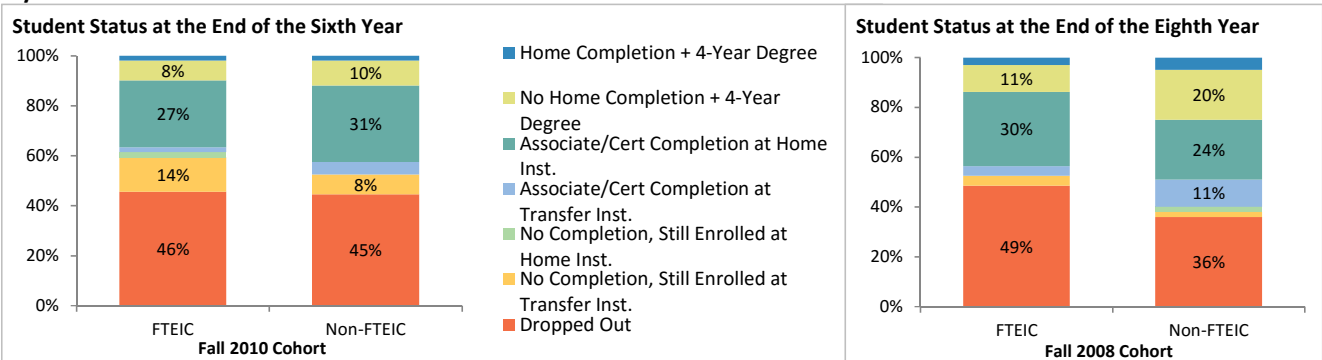 Student Status at the End of the Sixth Year
100%
80%
60%
40%
20%
0%
8%
27%
14%
46%
10%
31%
8%
45%
FTEIC
Non-FTEIC
Fall 2010 Cohort
Home Completion + 4-Year Degree
No Home Completion + 4-Year
Degree
Associate/Cert Completion at Home
Inst.
Associate/Cert Completion at
Transfer Inst.
No Completion, Still Enrolled at
Home Inst.
No Completion, Still Enrolled at
Transfer Inst.
Dropped Out
Student Status at the End of the Eighth Year
100%
80%
60%
40%
20%
0%
11%
30%
49%
20%
24%
11%
36%
FTEIC
Non-FTEIC
Fall 2008 Cohort